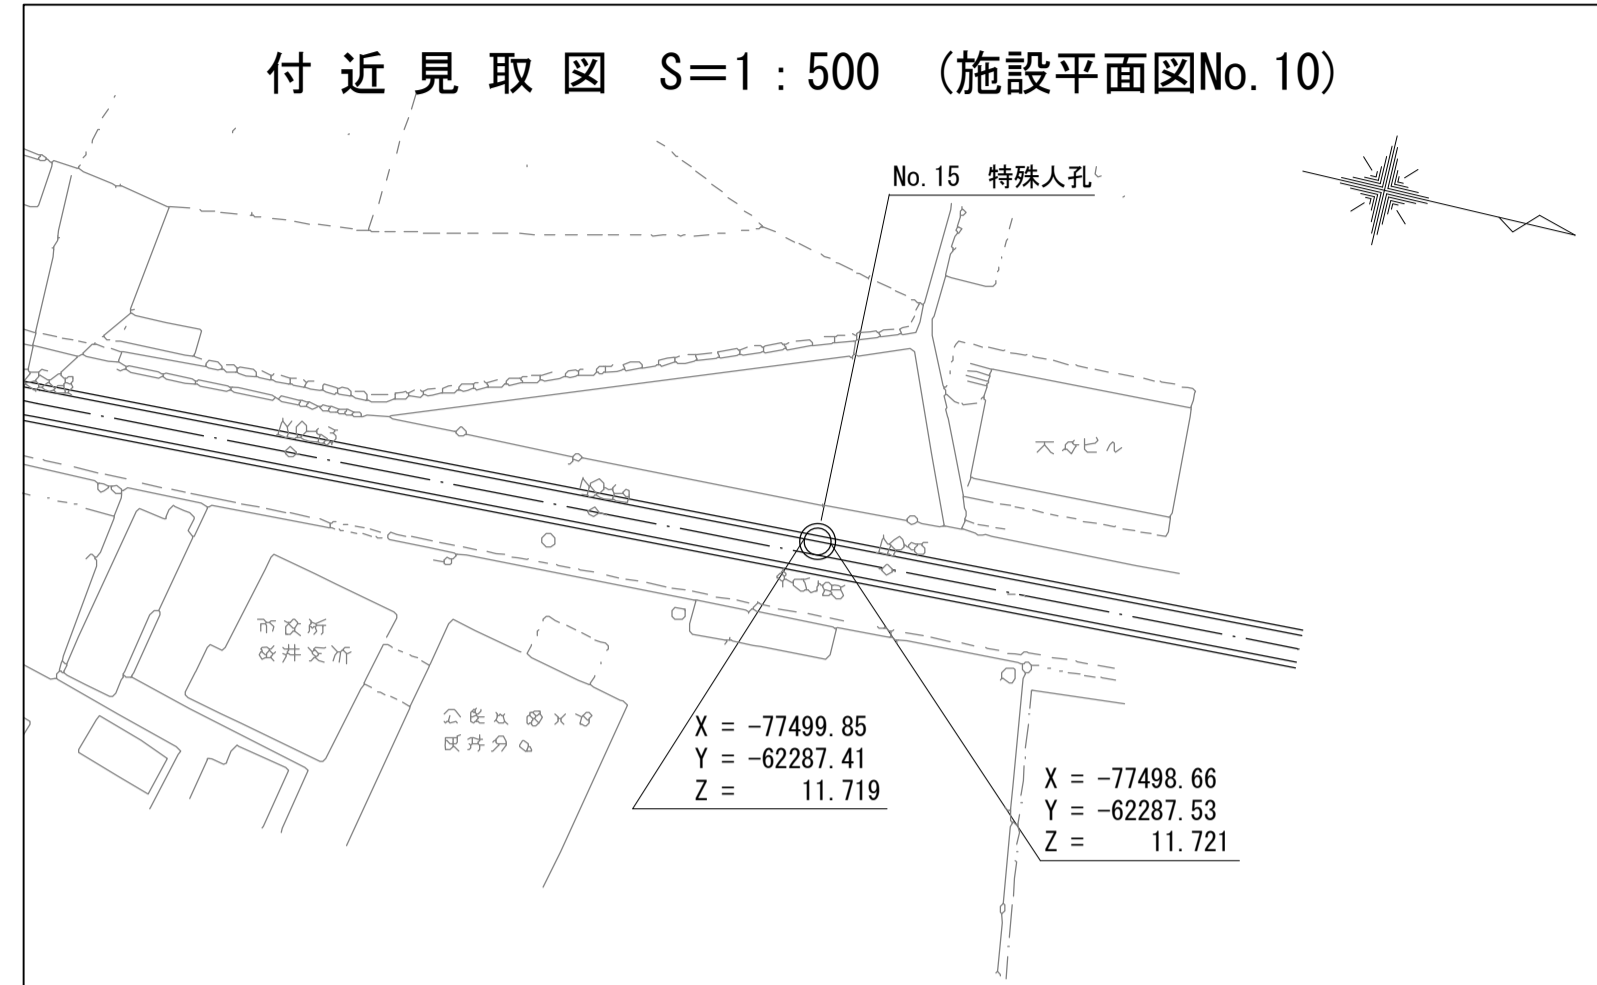 付近見取図 S=1:500 (施設平面図No.10)
No.15 特殊人孔
X = -77499.85
Y = -62287.41
Z = 11.719
X = -77498.66
Y = -62287.53
Z = 11.721